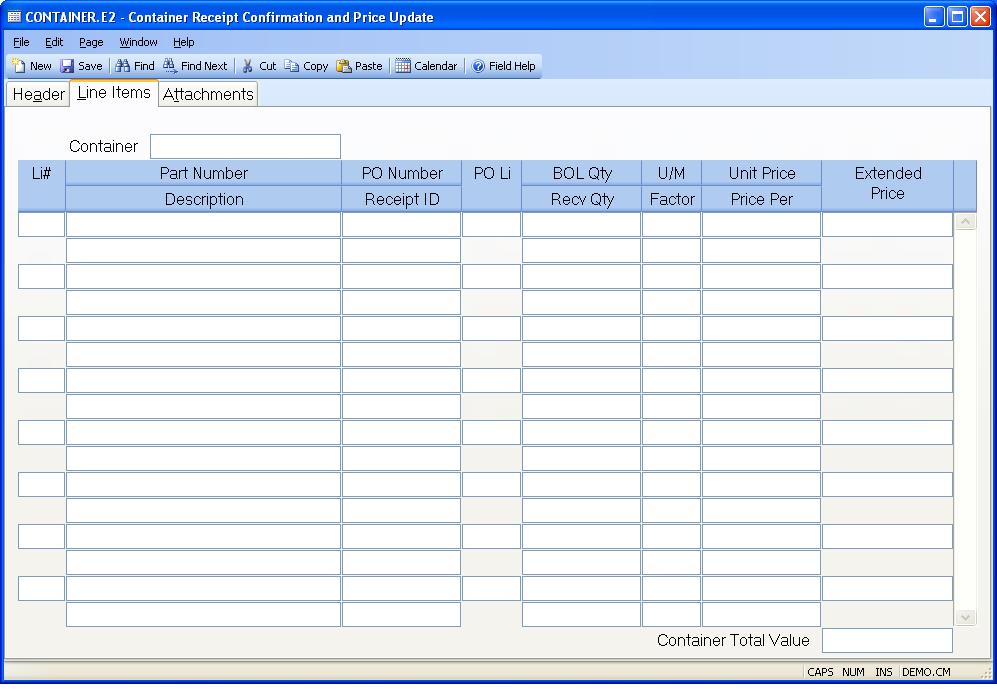 CONTAINER.E2 - Container Receipt Confirmation and Price Update
File Edit Page Window Help
New Save Find Find Next Cut Copy Paste Calendar Field Help
Header Line Items Attachments
Container
Li# Part Number PO Number PO Li BOL Qty U/M Unit Price Extended Price
Description Receipt ID Recv Qty Factor Price Per
Container Total Value
CAPS NUM INS DEMO.CM